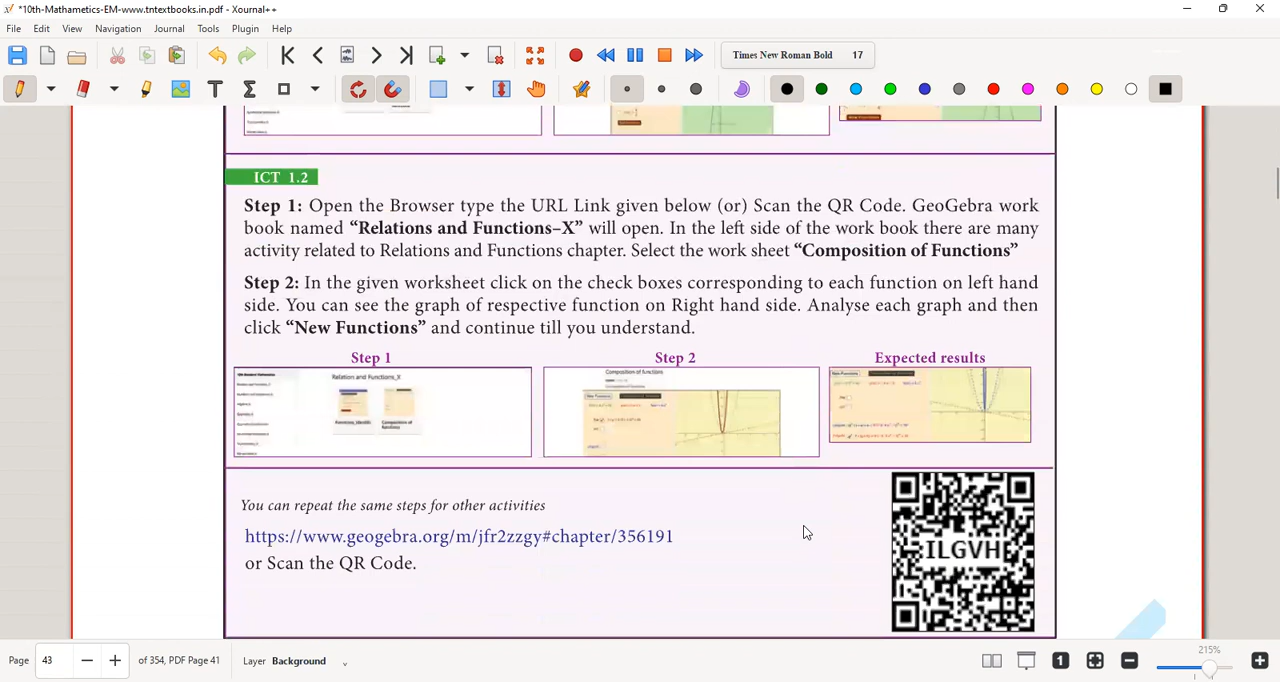 *10th-Mathametics-EM-www.tntextbooks.in.pdf - Xournal++
File Edit View Navigation Journal Tools Plugin Help
Times New Roman Bold 17
ICT 1.2
Step 1: Open the Browser type the URL Link given below (or) Scan the QR Code. GeoGebra work
book named “Relations and Functions–X” will open. In the left side of the work book there are many
activity related to Relations and Functions chapter. Select the work sheet “Composition of Functions”
Step 2: In the given worksheet click on the check boxes corresponding to each function on left hand
side. You can see the graph of respective function on Right hand side. Analyse each graph and then
click “New Functions” and continue till you understand.
Step 1 Step 2 Expected results
Relation and Functions_X
Composition of functions
New Functions
You can repeat the same steps for other activities
https://www.geogebra.org/m/jfr2zzgy#chapter/356191
or Scan the QR Code.
ILGVH
Page 43 of 354, PDF Page 41 Layer Background 215%